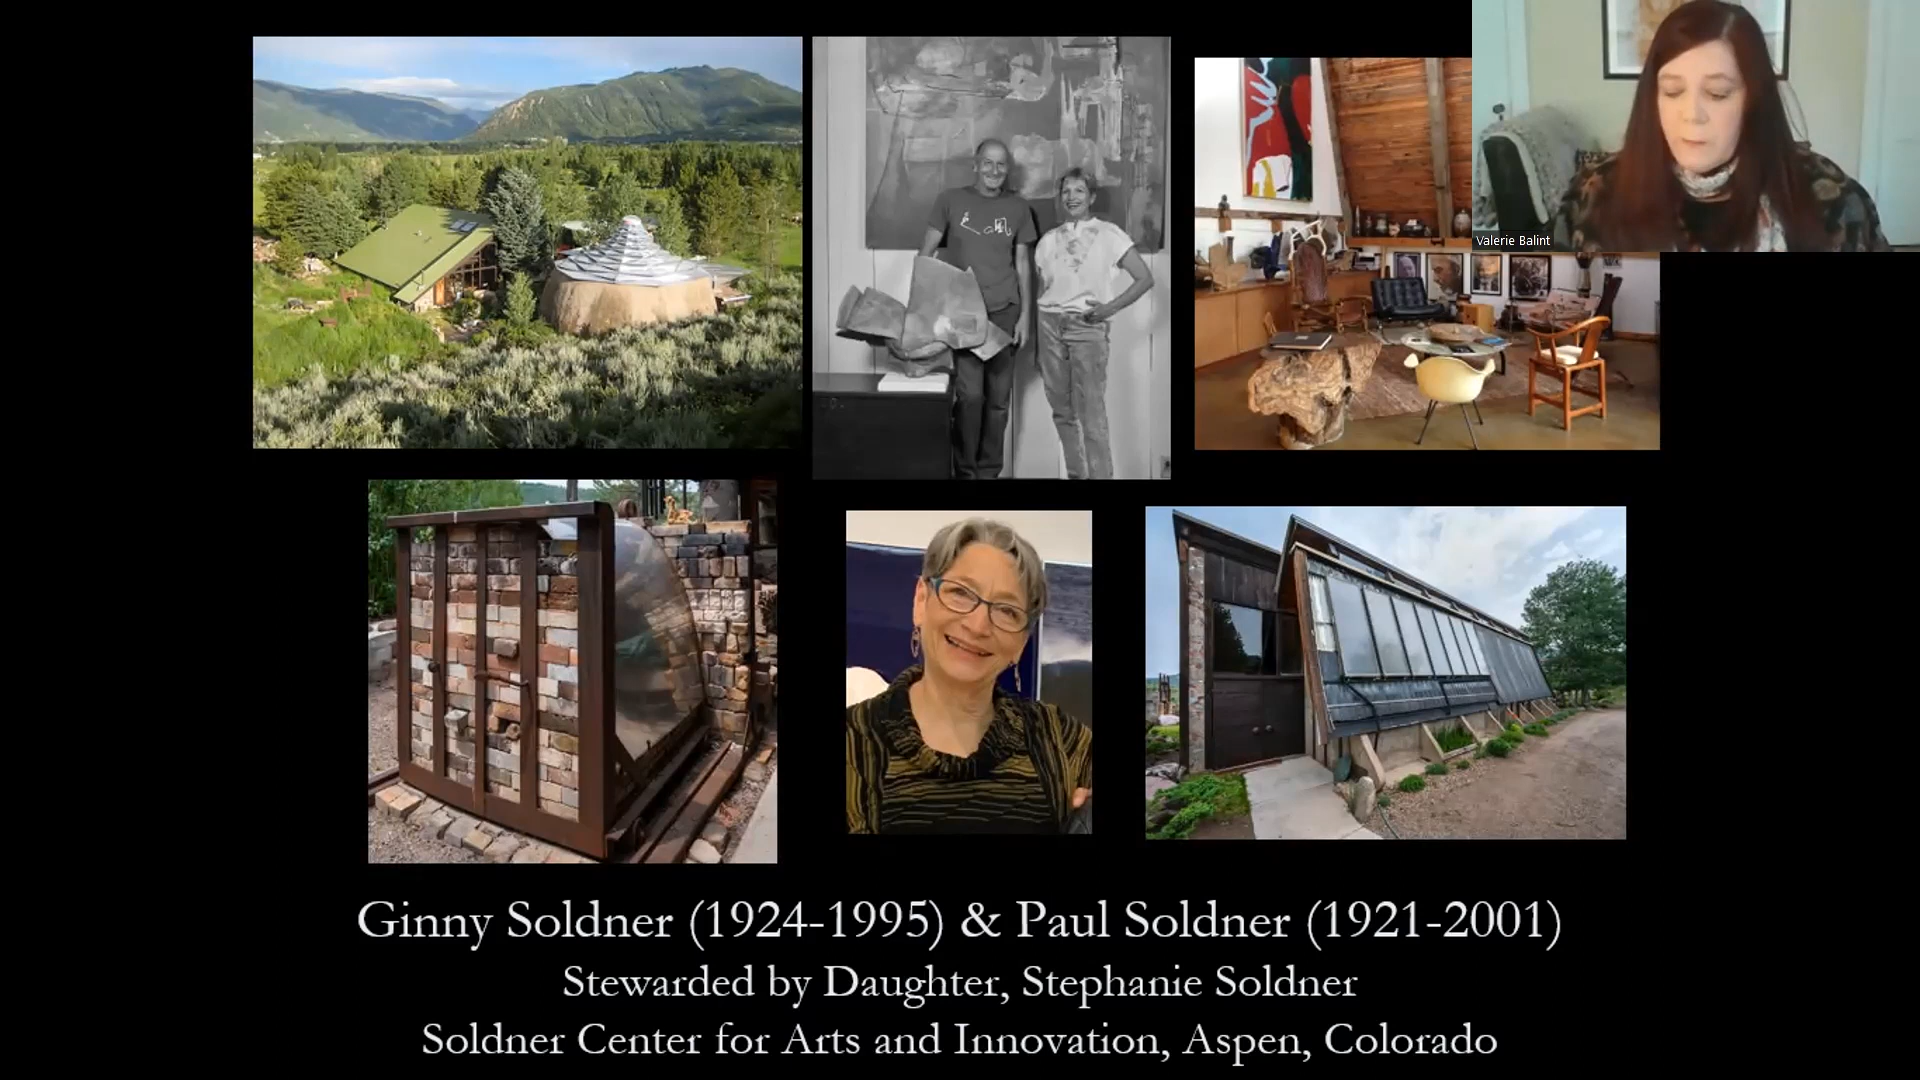 Valerie Balint
Ginny Soldner (1924-1995) & Paul Soldner (1921-2001)
Stewarded by Daughter, Stephanie Soldner
Soldner Center for Arts and Innovation, Aspen, Colorado